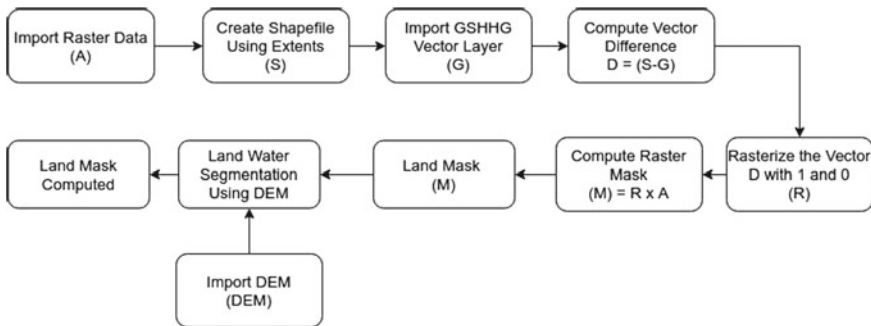 Import Raster Data
(A)
Create Shapefile
Using Extents
(S)
Import GSHHG
Vector Layer
(G)
Compute Vector
Difference
D = (S-G)
Rasterize the Vector
D with 1 and 0
(R)
Compute Raster
Mask
(M) = R x A
Land Mask
(M)
Land Water
Segmentation
Using DEM
Land Mask
Computed
Import DEM
(DEM)